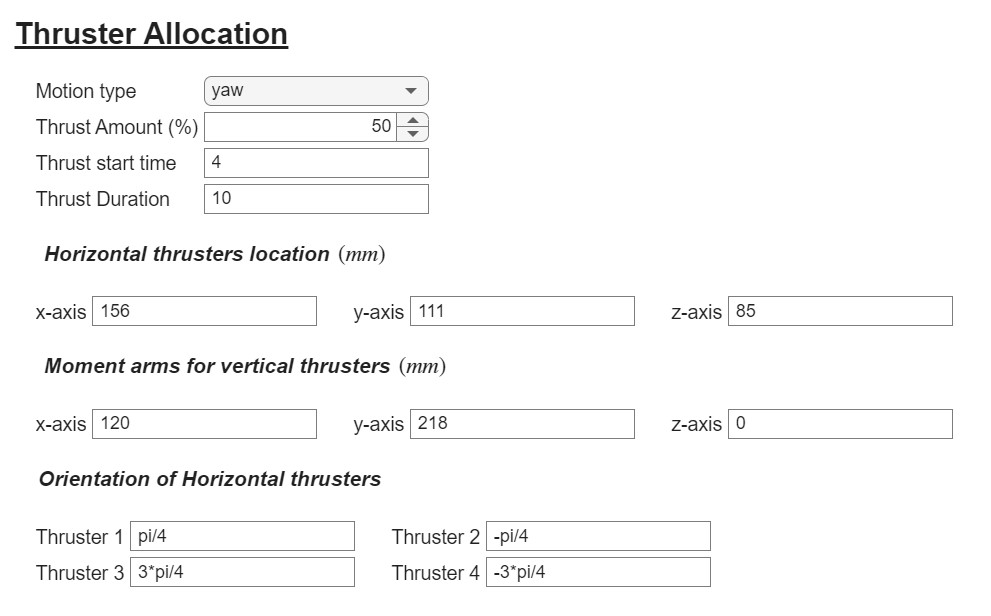 Thruster Allocation
Motion type yaw
Thrust Amount (%) 50
Thrust start time 4
Thrust Duration 10
Horizontal thrusters location (mm)
x-axis 156 y-axis 111 z-axis 85
Moment arms for vertical thrusters (mm)
x-axis 120 y-axis 218 z-axis 0
Orientation of Horizontal thrusters
Thruster 1 pi/4 Thruster 2 -pi/4
Thruster 3 3*pi/4 Thruster 4 -3*pi/4